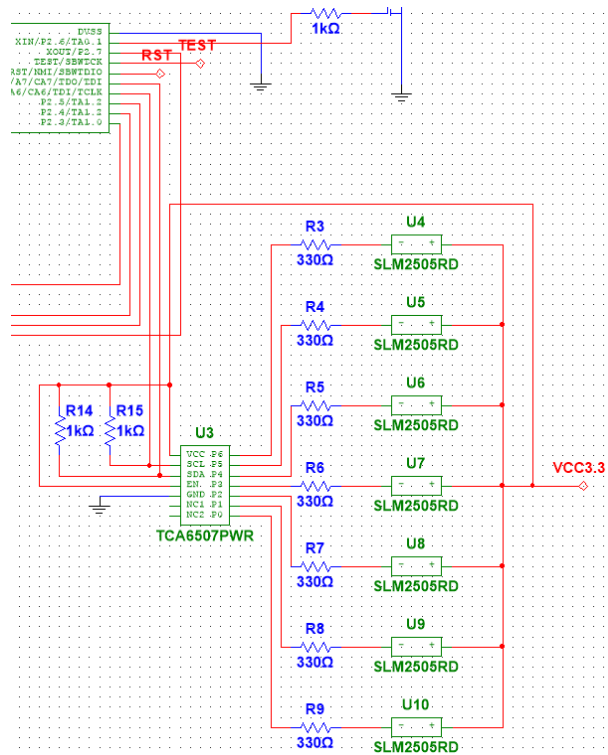 DVSS
XIN/P2.6/TA0.1
XOUT/P2.7
TEST/SBWTCK
RST/NMI/SBWTDIO
/A7/CA7/TDO/TDI
A6/CA6/TDI/TCLK
P2.5/TA1.2
P2.4/TA1.2
P2.3/TA1.0
TEST
RST
1kΩ
R3
330Ω
U4
- +
SLM2505RD
R4
330Ω
U5
- +
SLM2505RD
R5
330Ω
U6
- +
SLM2505RD
R14
1kΩ
R15
1kΩ
U3
VCC P6
SCL P5
SDA P4
EN P3
GND P2
NC1 P1
NC2 P0
TCA6507PWR
R6
330Ω
U7
- +
SLM2505RD
VCC3.3
R7
330Ω
U8
- +
SLM2505RD
R8
330Ω
U9
- +
SLM2505RD
R9
330Ω
U10
- +
SLM2505RD